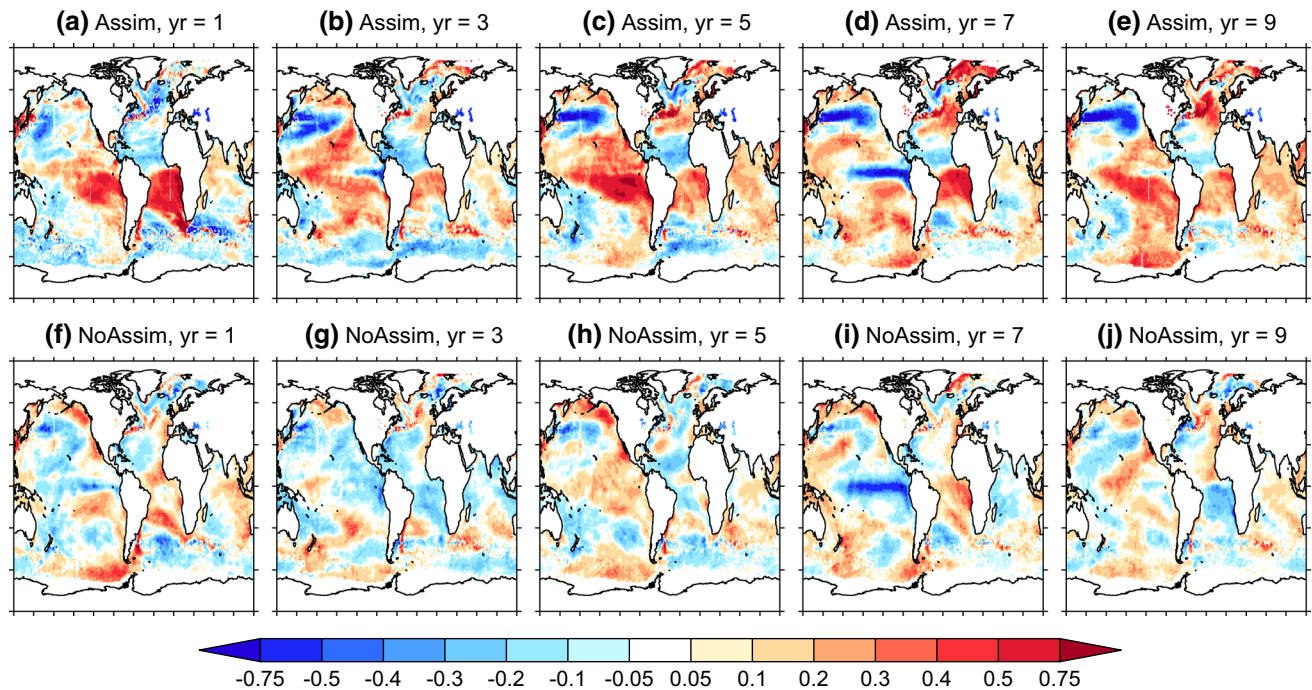 (a) Assim, yr = 1
(b) Assim, yr = 3
(c) Assim, yr = 5
(d) Assim, yr = 7
(e) Assim, yr = 9
(f) NoAssim, yr = 1
(g) NoAssim, yr = 3
(h) NoAssim, yr = 5
(i) NoAssim, yr = 7
(j) NoAssim, yr = 9
-0.75 -0.5 -0.4 -0.3 -0.2 -0.1 -0.05 0.05 0.1 0.2 0.3 0.4 0.5 0.75